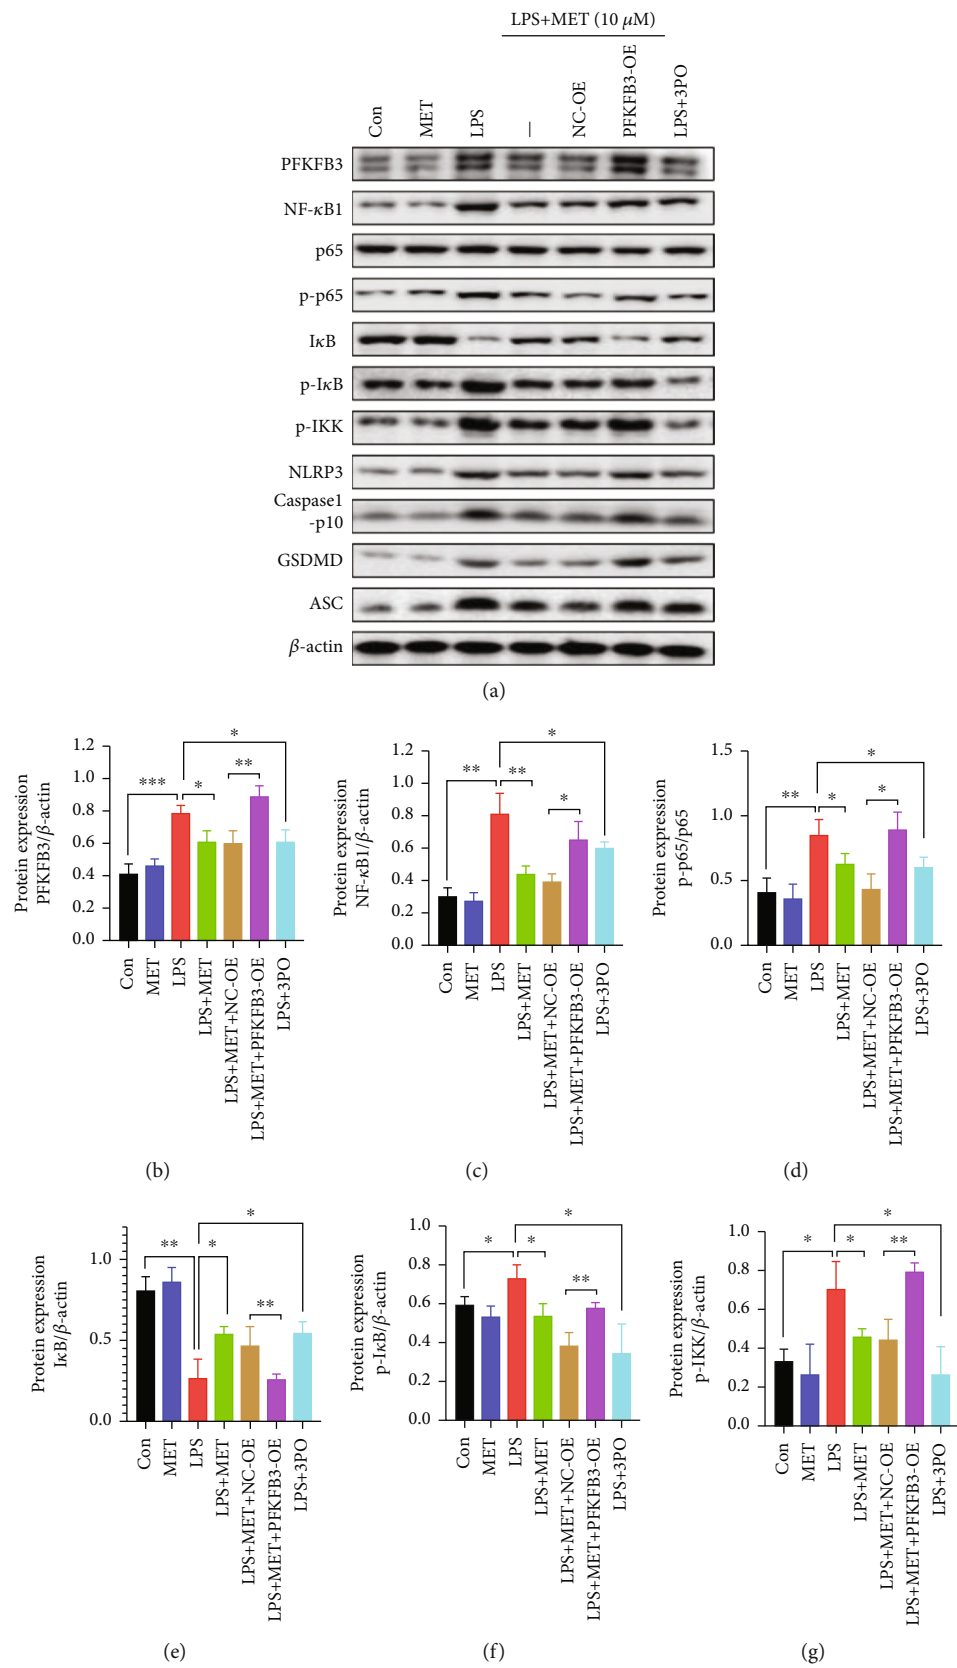 LPS+MET (10 μM)
Con
MET
LPS
—
NC-OE
PFKFB3-OE
LPS+3PO
PFKFB3
NF-κB1
p65
p-p65
IκB
p-IκB
p-IKK
NLRP3
Caspase1
-p10
GSDMD
ASC
β-actin
(a)
Protein expression
PFKFB3/β-actin
1.2
1.0
0.8
0.6
0.4
0.2
0.0
***
*
**
*
Con
MET
LPS
LPS+MET
LPS+MET+NC-OE
LPS+MET+PFKFB3-OE
LPS+3PO
(b)
Protein expression
NF-κB1/β-actin
1.2
1.0
0.8
0.6
0.4
0.2
0.0
**
**
*
*
Con
MET
LPS
LPS+MET
LPS+MET+NC-OE
LPS+MET+PFKFB3-OE
LPS+3PO
(c)
Protein expression
p-p65/p65
1.5
1.0
0.5
0.0
**
*
*
*
Con
MET
LPS
LPS+MET
LPS+MET+NC-OE
LPS+MET+PFKFB3-OE
LPS+3PO
(d)
Protein expression
IκB/β-actin
1.0
0.5
0.0
**
*
**
*
Con
MET
LPS
LPS+MET
LPS+MET+NC-OE
LPS+MET+PFKFB3-OE
LPS+3PO
(e)
Protein expression
p-IκB/β-actin
1.0
0.8
0.6
0.4
0.2
0.0
*
*
**
*
Con
MET
LPS
LPS+MET
LPS+MET+NC-OE
LPS+MET+PFKFB3-OE
LPS+3PO
(f)
Protein expression
p-IKK/β-actin
1.0
0.8
0.6
0.4
0.2
0.0
*
*
**
*
Con
MET
LPS
LPS+MET
LPS+MET+NC-OE
LPS+MET+PFKFB3-OE
LPS+3PO
(g)